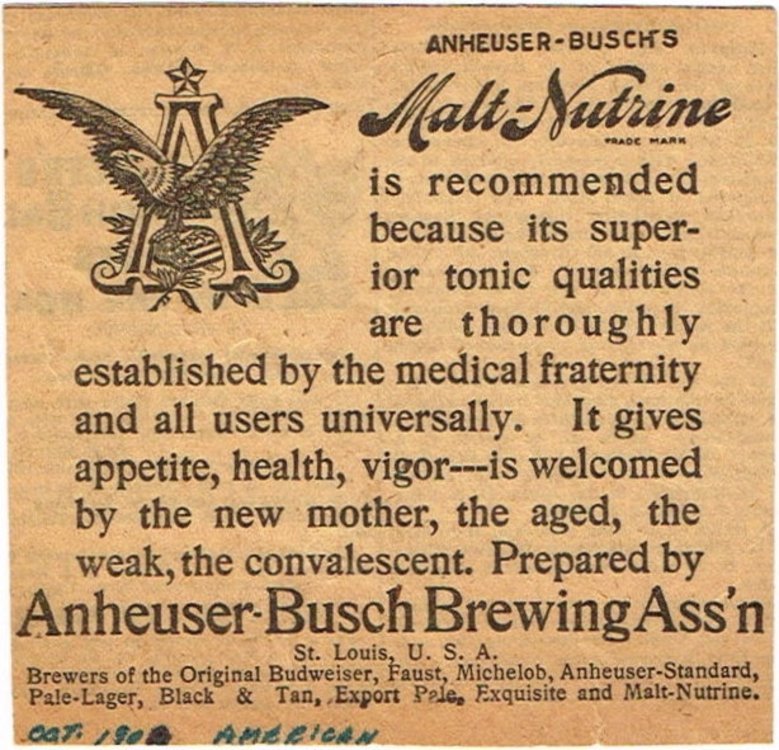 ANHEUSER-BUSCH'S
Malt-Nutrine
TRADE MARK
is recommended
because its super-
ior tonic qualities
are thoroughly
established by the medical fraternity
and all users universally. It gives
appetite, health, vigor---is welcomed
by the new mother, the aged, the
weak, the convalescent. Prepared by
Anheuser-Busch Brewing Ass'n
St. Louis, U. S. A.
Brewers of the Original Budweiser, Faust, Michelob, Anheuser-Standard,
Pale-Lager, Black & Tan, Export Pale, Exquisite and Malt-Nutrine.
OCT. AMERICAN